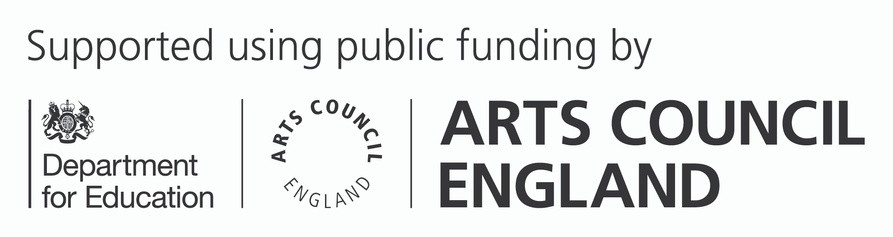 Supported using public funding by
Department
for Education
ARTS COUNCIL
ENGLAND
ARTS COUNCIL
ENGLAND